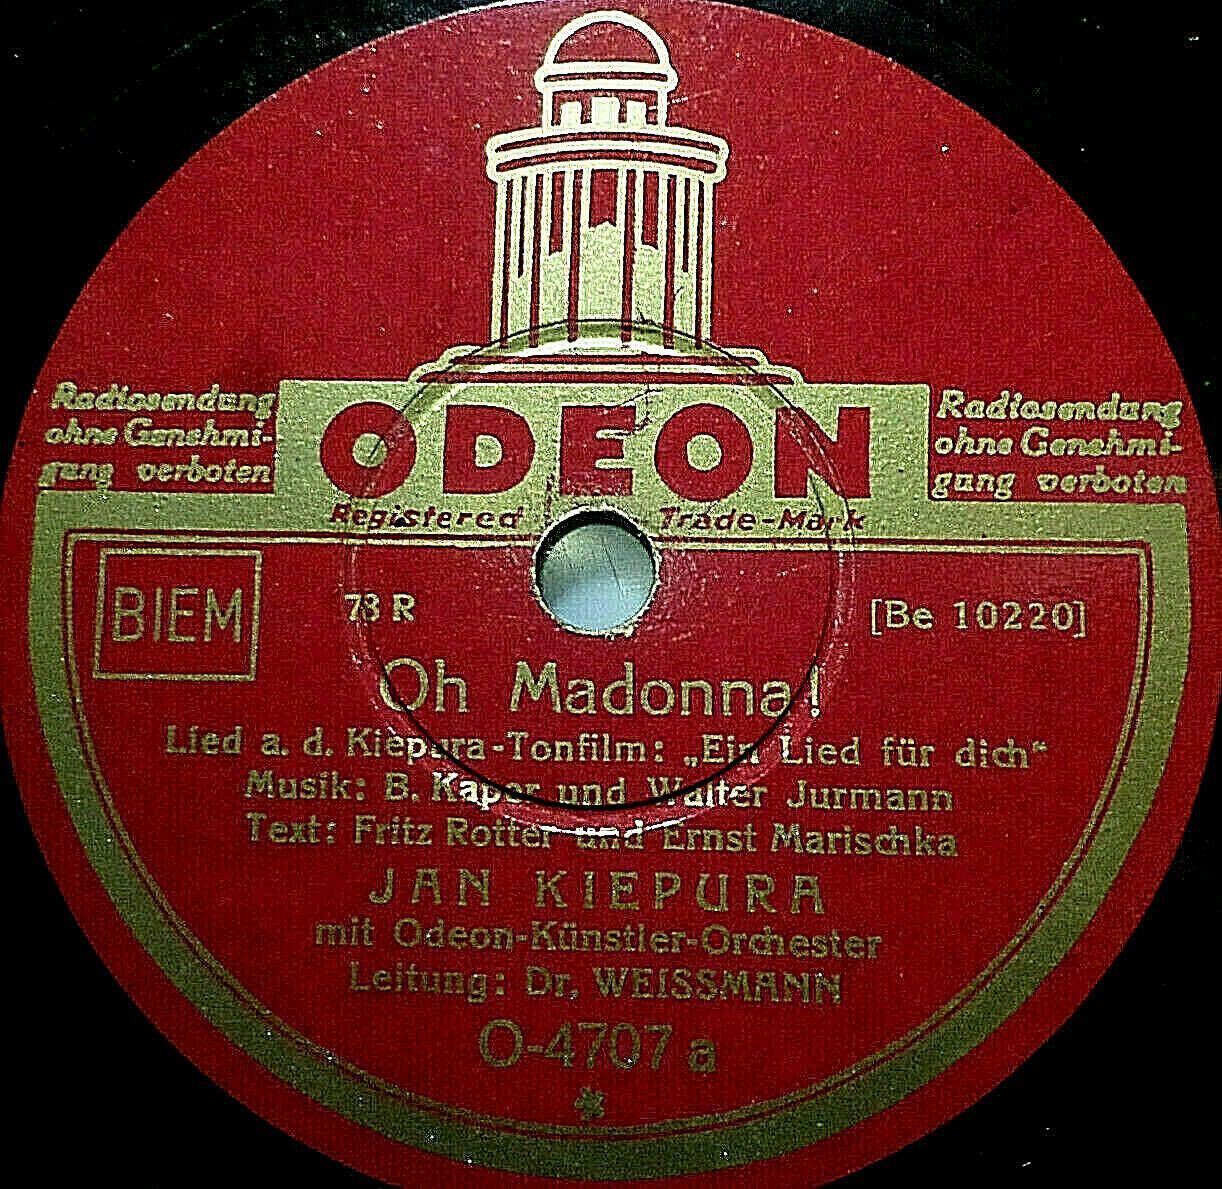 Radiosendung
ohne Genehmi-
gung verboten
ODEON
Radiosendung
ohne Genehmi-
gung verboten
Registered Trade-Mark
BIEM
78 R
[Be 10220]
Oh Madonna!
Lied a. d. Kiepura-Tonfilm: „Ein Lied für dich“
Musik: B. Kaper und Walter Jurmann
Text: Fritz Rotter und Ernst Marischka
JAN KIEPURA
mit Odeon-Künstler-Orchester
Leitung: Dr. WEISSMANN
O-4707 a
*